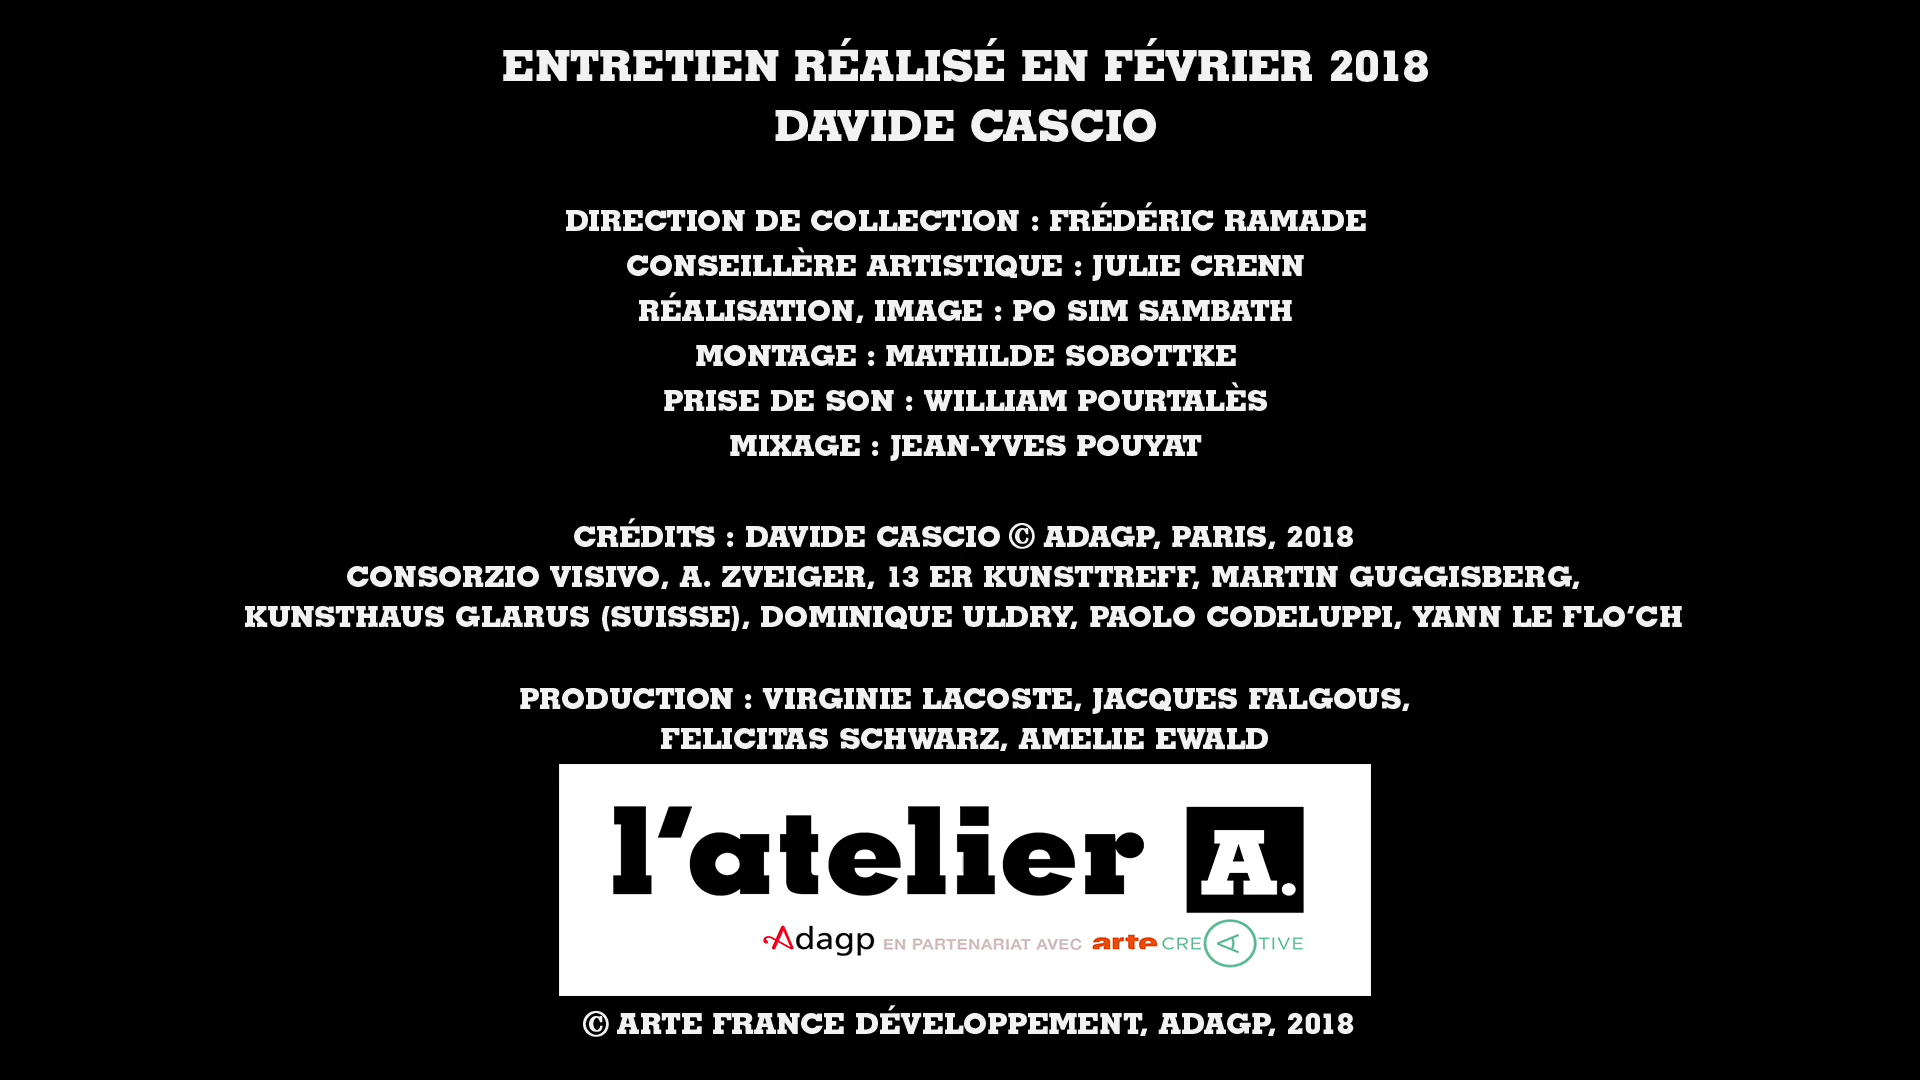 ENTRETIEN RÉALISÉ EN FÉVRIER 2018
DAVIDE CASCIO
DIRECTION DE COLLECTION : FRÉDÉRIC RAMADE
CONSEILLÈRE ARTISTIQUE : JULIE CRENN
RÉALISATION, IMAGE : PO SIM SAMBATH
MONTAGE : MATHILDE SOBOTTKE
PRISE DE SON : WILLIAM POURTALÈS
MIXAGE : JEAN-YVES POUYAT
CRÉDITS : DAVIDE CASCIO © ADAGP, PARIS, 2018
CONSORZIO VISIVO, A. ZVEIGER, 13 ER KUNSTTREFF, MARTIN GUGGISBERG,
KUNSTHAUS GLARUS (SUISSE), DOMINIQUE ULDRY, PAOLO CODELUPPI, YANN LE FLO’CH
PRODUCTION : VIRGINIE LACOSTE, JACQUES FALGOUS,
FELICITAS SCHWARZ, AMELIE EWALD
l’atelier A.
Adagp EN PARTENARIAT AVEC arte CREATIVE
© ARTE FRANCE DÉVELOPPEMENT, ADAGP, 2018